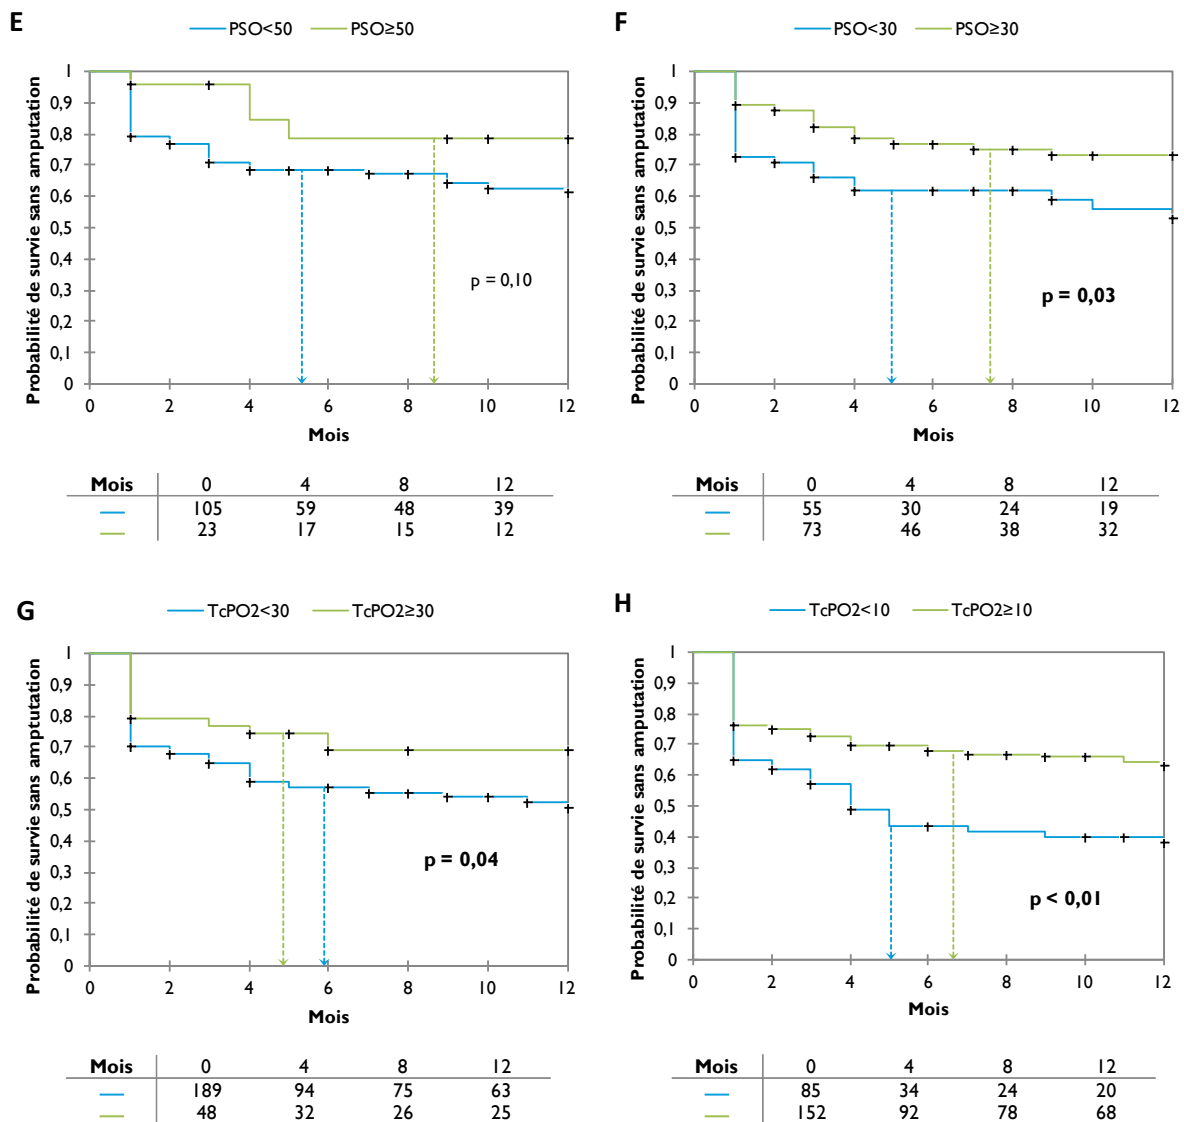 E
PSO<50 PSO≥50
Probabilité de survie sans amputation
1
0,9
0,8
0,7
0,6
0,5
0,4
0,3
0,2
0,1
0
p = 0,10
0 2 4 6 8 10 12
Mois
Mois 0 4 8 12
105 59 48 39
23 17 15 12
F
PSO<30 PSO≥30
Probabilité de survie sans amputation
1
0,9
0,8
0,7
0,6
0,5
0,4
0,3
0,2
0,1
0
p = 0,03
0 2 4 6 8 10 12
Mois
Mois 0 4 8 12
55 30 24 19
73 46 38 32
G
TcPO2<30 TcPO2≥30
Probabilité de survie sans amptutation
1
0,9
0,8
0,7
0,6
0,5
0,4
0,3
0,2
0,1
0
p = 0,04
0 2 4 6 8 10 12
Mois
Mois 0 4 8 12
189 94 75 63
48 32 26 25
H
TcPO2<10 TcPO2≥10
Probabilité de survie sans amputation
1
0,9
0,8
0,7
0,6
0,5
0,4
0,3
0,2
0,1
0
p < 0,01
0 2 4 6 8 10 12
Mois
Mois 0 4 8 12
85 34 24 20
152 92 78 68